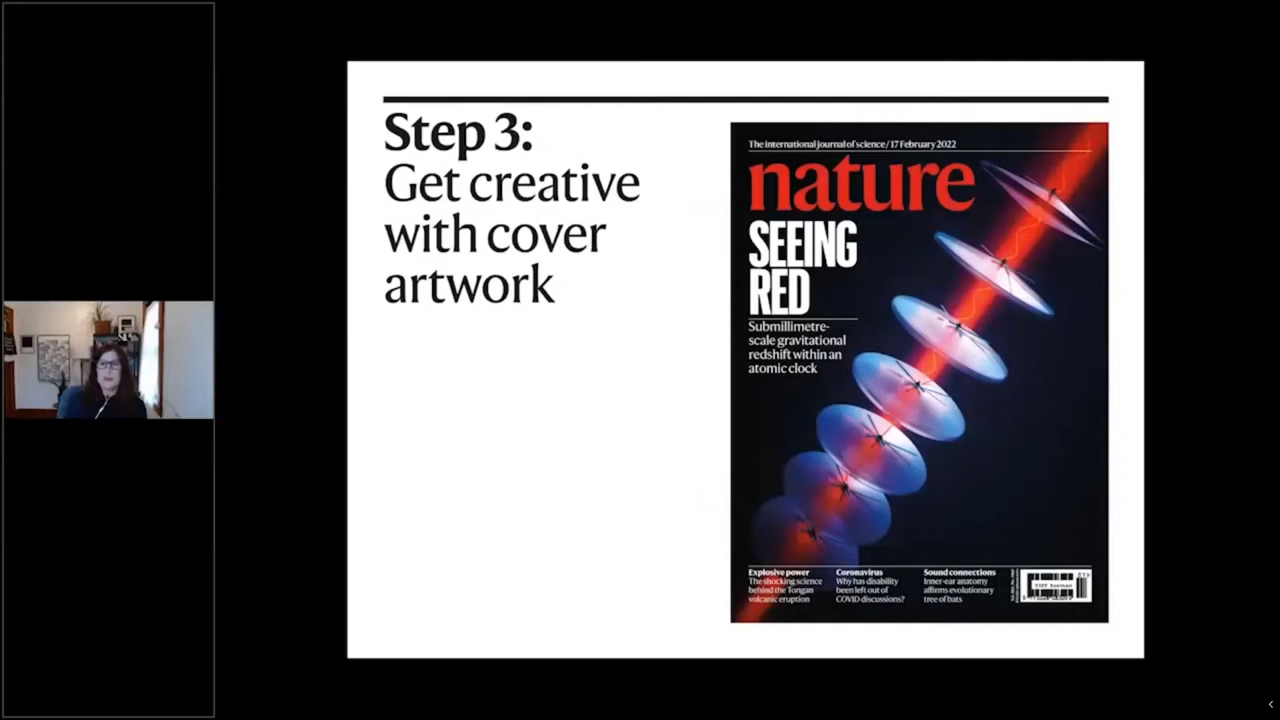 Step 3:
Get creative
with cover
artwork
The international journal of science / 17 February 2022
nature
SEEING
RED
Submillimetre-
scale gravitational
redshift within an
atomic clock
Explosive power
The shocking science
behind the Tongan
volcanic eruption
Coronavirus
Why has disability
been left out of
COVID discussions?
Sound connections
Inner-ear anatomy
affirms evolutionary
tree of bats